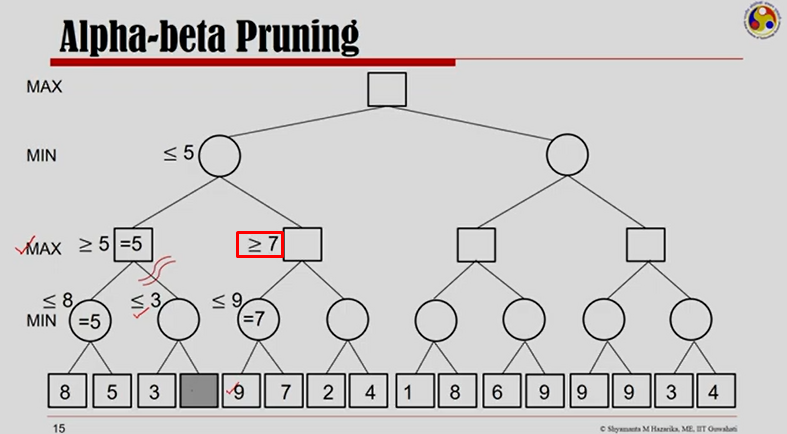 Alpha-beta Pruning
MAX
MIN ≤ 5
MAX ≥ 5 =5 ≥ 7
≤ 8 ≤ 3 ≤ 9
MIN =5 =7
8 5 3 9 7 2 4 1 8 6 9 9 9 3 4
15 © Shyamanta M Hazarika, ME, IIT Guwahati